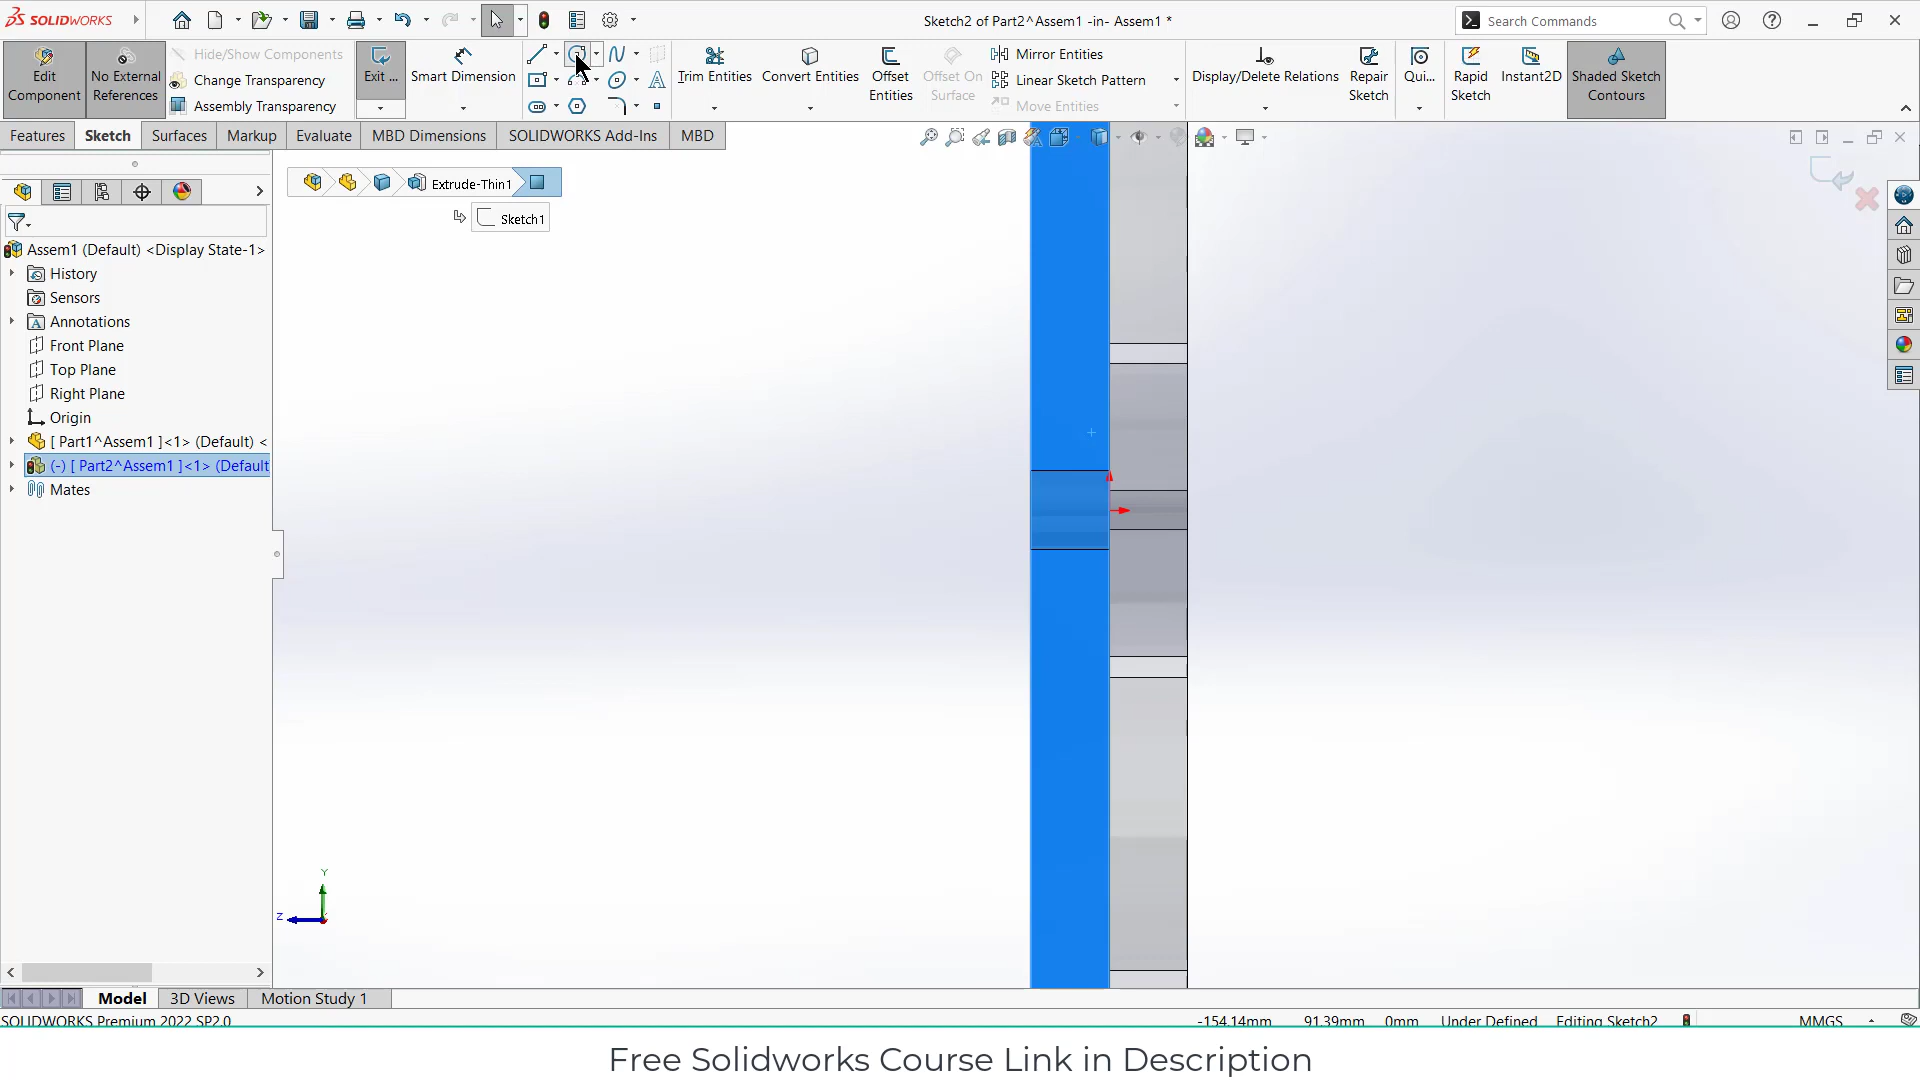 SOLIDWORKS
Sketch2 of Part2^Assem1 -in- Assem1 *
Search Commands
Edit Component
No External References
Hide/Show Components
Change Transparency
Assembly Transparency
Exit ...
Smart Dimension
Trim Entities
Convert Entities
Offset Entities
Offset On Surface
Mirror Entities
Linear Sketch Pattern
Move Entities
Display/Delete Relations
Repair Sketch
Qui...
Rapid Sketch
Instant2D
Shaded Sketch Contours
Features
Sketch
Surfaces
Markup
Evaluate
MBD Dimensions
SOLIDWORKS Add-Ins
MBD
Extrude-Thin1
Sketch1
Assem1 (Default) <Display State-1>
History
Sensors
Annotations
Front Plane
Top Plane
Right Plane
Origin
[ Part1^Assem1 ]<1> (Default) <
(-) [ Part2^Assem1 ]<1> (Default
Mates
Y
Z
Model
3D Views
Motion Study 1
SOLIDWORKS Premium 2022 SP2.0
-154.14mm
91.39mm
0mm
Under Defined
Editing Sketch2
MMGS
Free Solidworks Course Link in Description